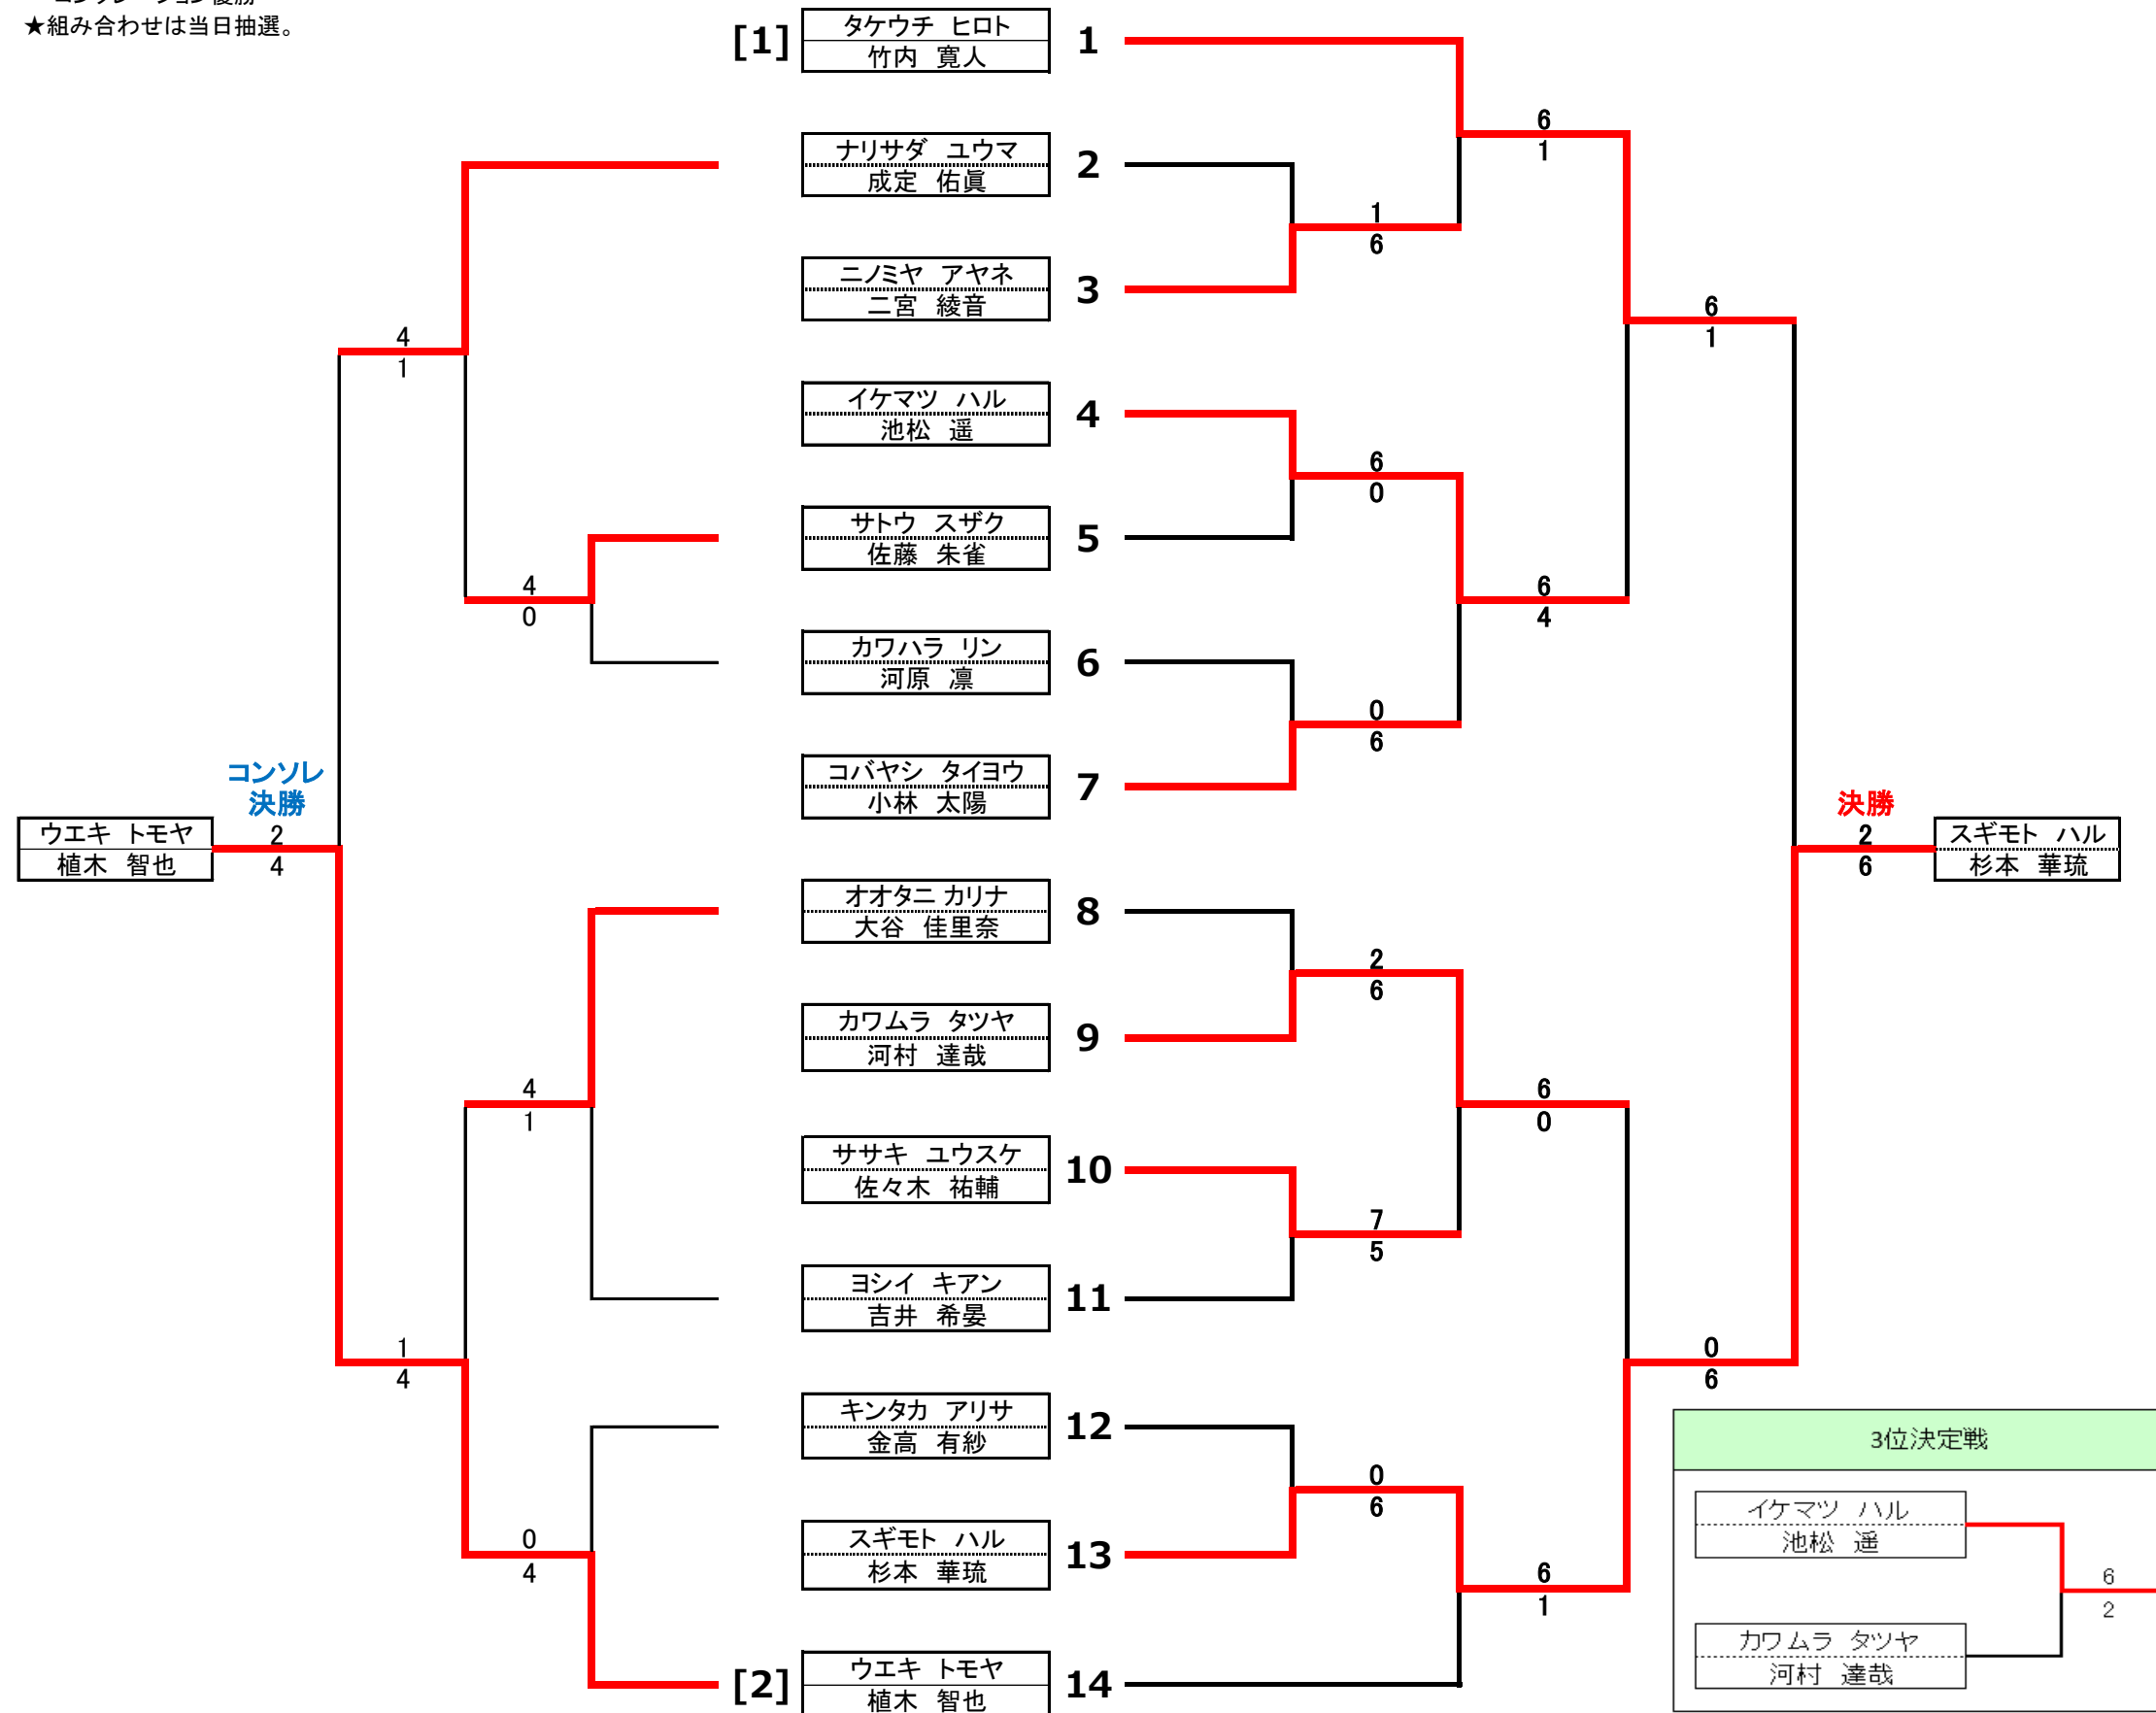 コンソレーション優勝
★組み合わせは当日抽選。
[1]
タケウチ ヒロト
竹内 寛人
1
6
1
ナリサダ ユウマ
成定 佑眞
2
1
6
ニノミヤ アヤネ
二宮 綾音
3
6
1
4
1
イケマツ ハル
池松 遥
4
6
0
サトウ スザク
佐藤 朱雀
5
4
0
6
4
カワハラ リン
河原 凛
6
0
6
コバヤシ タイヨウ
小林 太陽
7
コンソレ
決勝
2
4
ウエキ トモヤ
植木 智也
決勝
2
6
スギモト ハル
杉本 華琉
オオタニ カリナ
大谷 佳里奈
8
2
6
カワムラ タツヤ
河村 達哉
9
4
1
6
0
ササキ ユウスケ
佐々木 祐輔
10
7
5
ヨシイ キアン
吉井 希晏
11
1
4
0
6
キンタカ アリサ
金高 有紗
12
0
6
スギモト ハル
杉本 華琉
13
0
4
6
1
[2]
ウエキ トモヤ
植木 智也
14
3位決定戦
イケマツ ハル
池松 遥
6
2
カワムラ タツヤ
河村 達哉